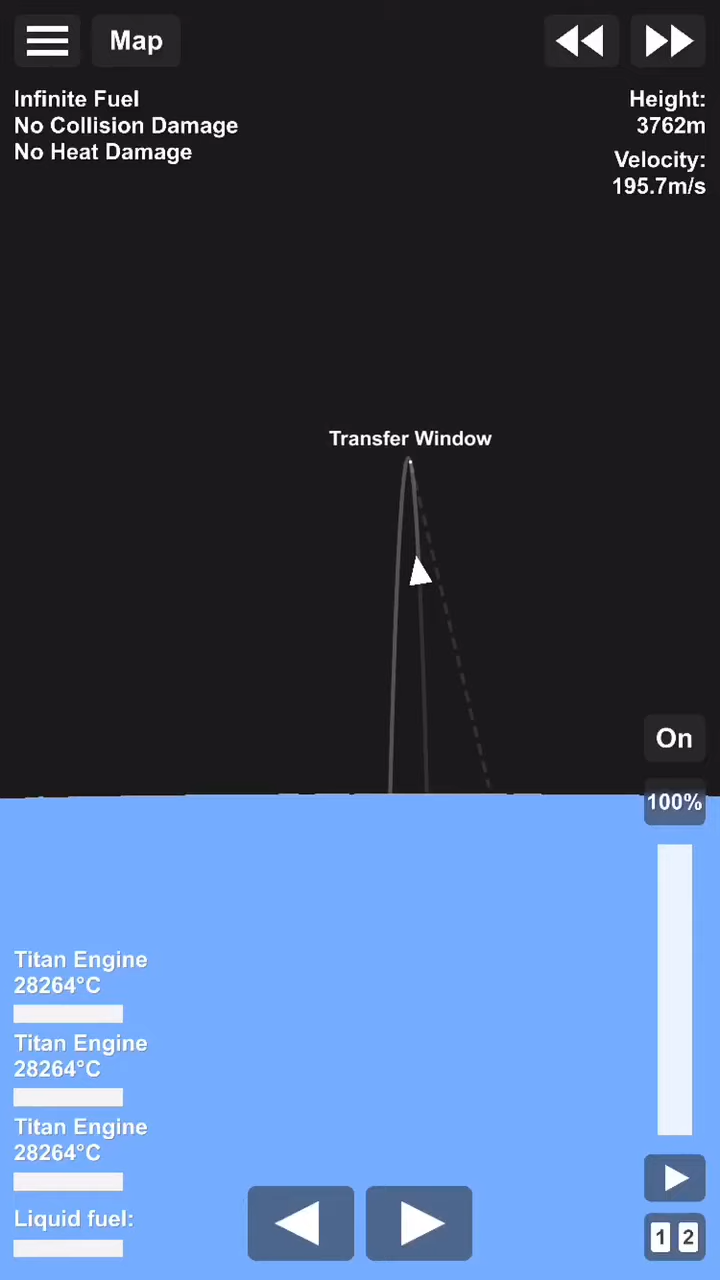 Map
Infinite Fuel
No Collision Damage
No Heat Damage
Height:
3762m
Velocity:
195.7m/s
Transfer Window
On
100%
Titan Engine
28264°C
Titan Engine
28264°C
Titan Engine
28264°C
Liquid fuel:
1 2